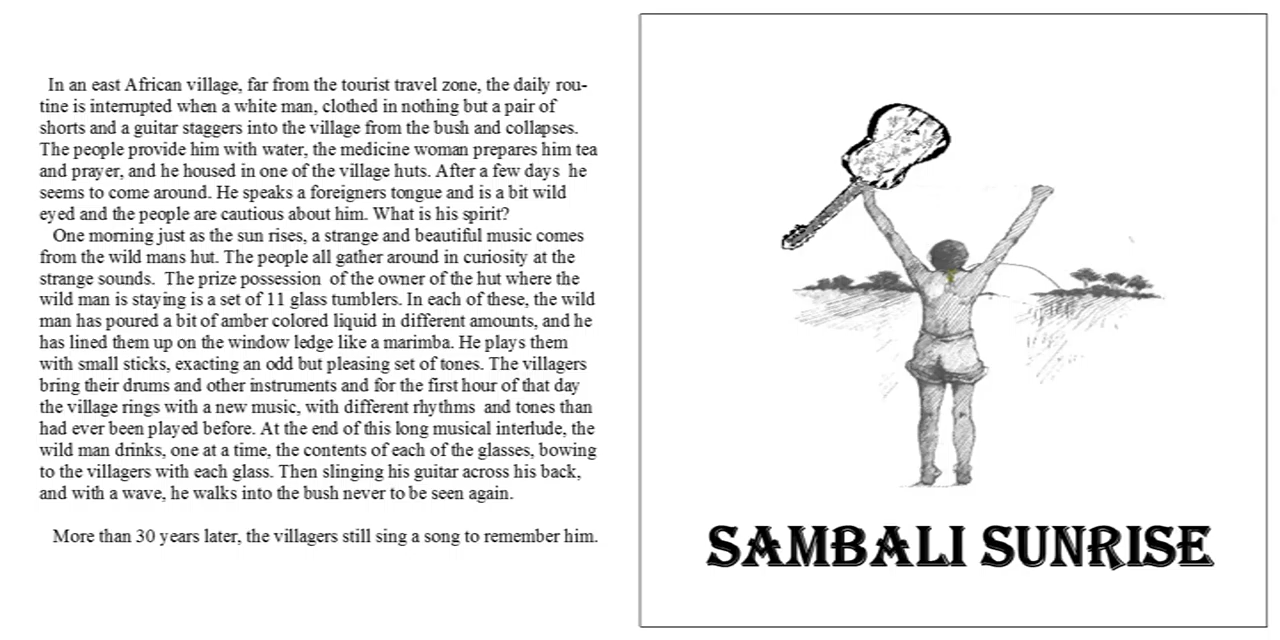 In an east African village, far from the tourist travel zone, the daily rou-
tine is interrupted when a white man, clothed in nothing but a pair of
shorts and a guitar staggers into the village from the bush and collapses.
The people provide him with water, the medicine woman prepares him tea
and prayer, and he housed in one of the village huts. After a few days he
seems to come around. He speaks a foreigners tongue and is a bit wild
eyed and the people are cautious about him. What is his spirit?
One morning just as the sun rises, a strange and beautiful music comes
from the wild mans hut. The people all gather around in curiosity at the
strange sounds. The prize possession of the owner of the hut where the
wild man is staying is a set of 11 glass tumblers. In each of these, the wild
man has poured a bit of amber colored liquid in different amounts, and he
has lined them up on the window ledge like a marimba. He plays them
with small sticks, exacting an odd but pleasing set of tones. The villagers
bring their drums and other instruments and for the first hour of that day
the village rings with a new music, with different rhythms and tones than
had ever been played before. At the end of this long musical interlude, the
wild man drinks, one at a time, the contents of each of the glasses, bowing
to the villagers with each glass. Then slinging his guitar across his back,
and with a wave, he walks into the bush never to be seen again.
More than 30 years later, the villagers still sing a song to remember him.
SAMBALI SUNRISE